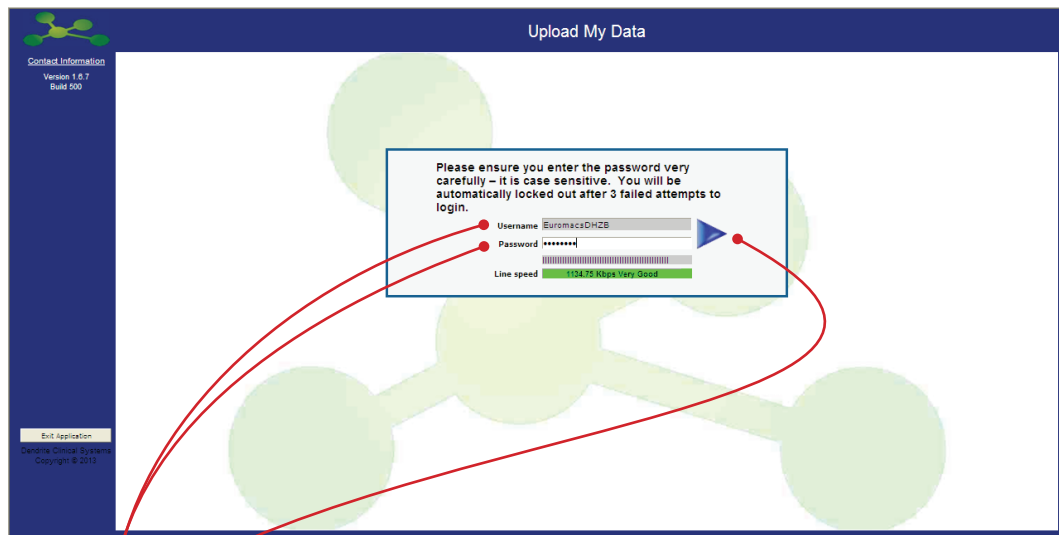 Upload My Data
Contact Information
Version 1.6.7
Build 500
Please ensure you enter the password very
carefully – it is case sensitive. You will be
automatically locked out after 3 failed attempts to
login.
Username EuromacsDHZB
Password ••••••••
Line speed 1134.75 Kbps Very Good
Exit Application
Dendrite Clinical Systems
Copyright © 2013